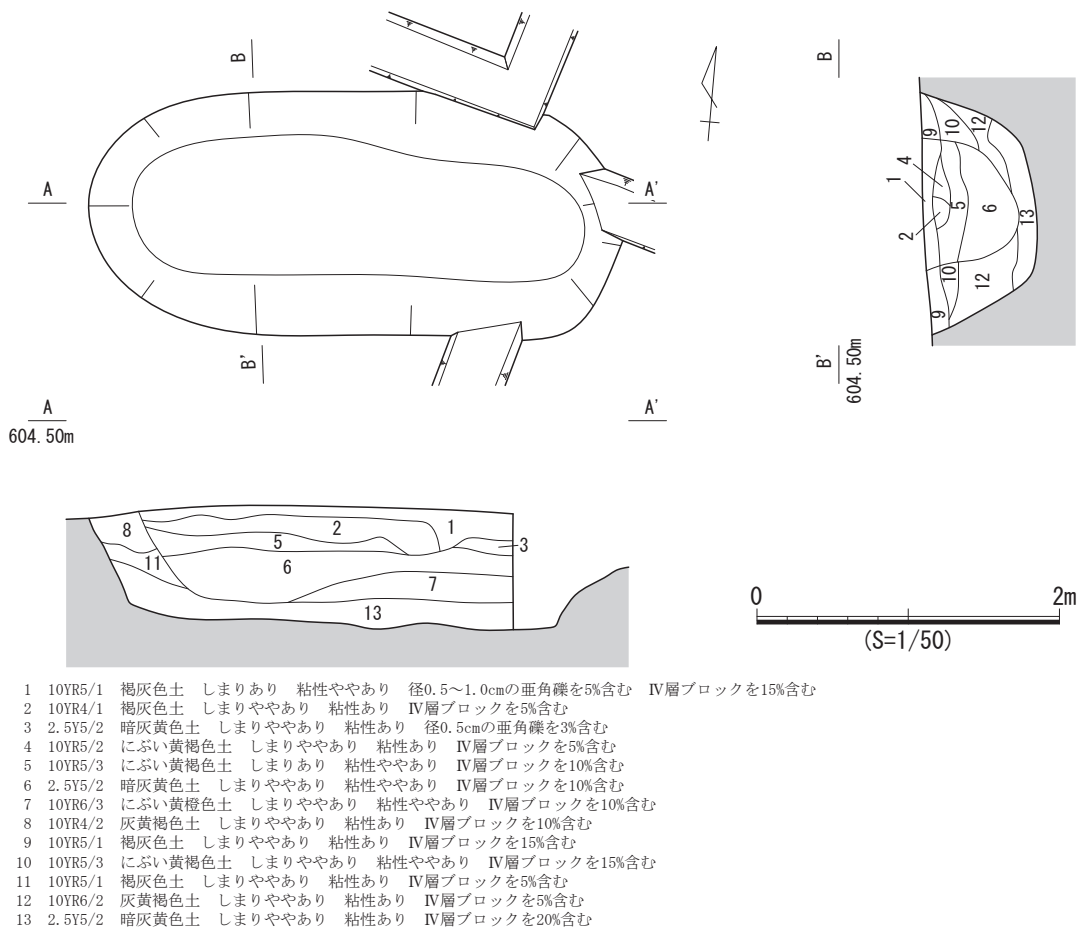 B
A
A'
B'
A
604.50m
A'
B
9
10
12
4
1
5
6
13
2
10
12
9
B'
604.50m
8
2
1
5
3
11
6
7
13
0
2m
(S=1/50)
1 10YR5/1 褐灰色土 しまりあり 粘性ややあり 径0.5～1.0cmの亜角礫を5%含む Ⅳ層ブロックを15%含む
2 10YR4/1 褐灰色土 しまりややあり 粘性あり Ⅳ層ブロックを5%含む
3 2.5Y5/2 暗灰黄色土 しまりややあり 粘性あり 径0.5cmの亜角礫を3%含む
4 10YR5/2 にぶい黄褐色土 しまりややあり 粘性あり Ⅳ層ブロックを5%含む
5 10YR5/3 にぶい黄褐色土 しまりあり 粘性ややあり Ⅳ層ブロックを10%含む
6 2.5Y5/2 暗灰黄色土 しまりややあり 粘性ややあり Ⅳ層ブロックを10%含む
7 10YR6/3 にぶい黄橙色土 しまりややあり 粘性ややあり Ⅳ層ブロックを10%含む
8 10YR4/2 灰黄褐色土 しまりややあり 粘性あり Ⅳ層ブロックを10%含む
9 10YR5/1 褐灰色土 しまりややあり 粘性あり Ⅳ層ブロックを15%含む
10 10YR5/3 にぶい黄褐色土 しまりややあり 粘性ややあり Ⅳ層ブロックを15%含む
11 10YR5/1 褐灰色土 しまりややあり 粘性あり Ⅳ層ブロックを5%含む
12 10YR6/2 灰黄褐色土 しまりややあり 粘性あり Ⅳ層ブロックを5%含む
13 2.5Y5/2 暗灰黄色土 しまりややあり 粘性あり Ⅳ層ブロックを20%含む